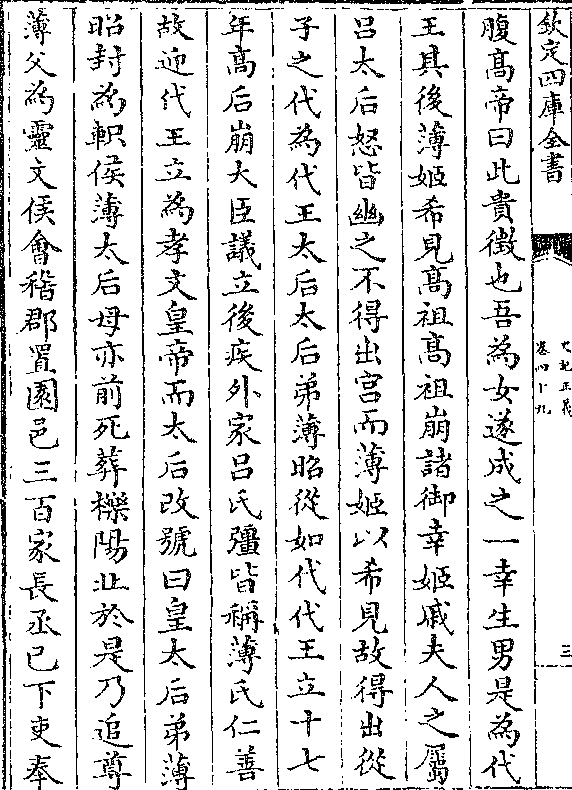 欽定四庫全書
史記正義
卷四十九
三
腹髙帝曰此貴徴也吾為女遂成之一幸生男是為代
王其後薄姬希見髙祖髙祖崩諸御幸姬戚夫人之屬
吕太后怒皆幽之不得出宫而薄姬以希見故得出從
子之代為代王太后太后弟薄昭從如代代王立十七
年髙后崩大臣議立後疾外家吕氏彊皆稱薄氏仁善
故迎代王立為孝文皇帝而太后改號曰皇太后弟薄
昭封為軹侯薄太后母亦前死葬櫟陽北於是乃追尊
薄父為靈文侯會稽郡置園邑三百家長丞已下吏奉